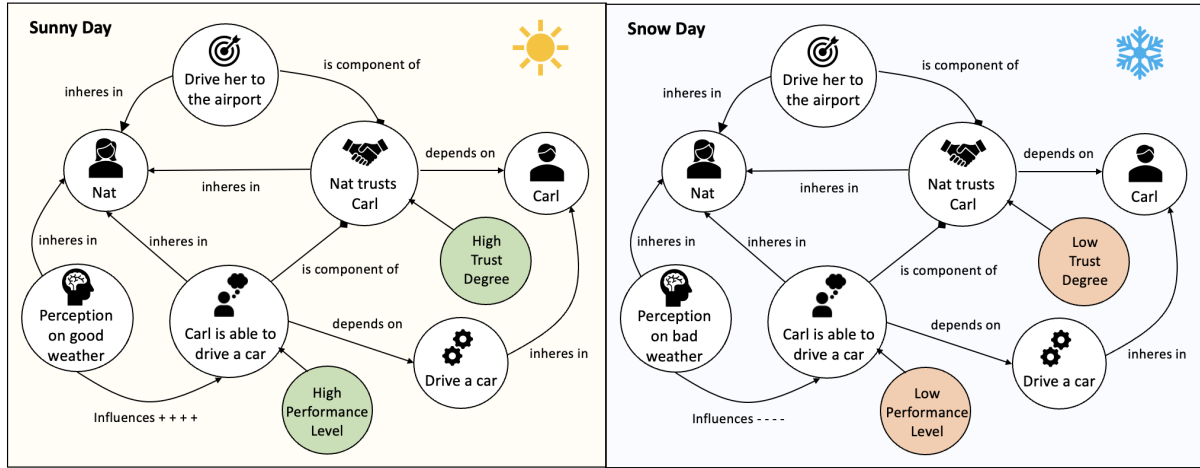 Sunny Day
Drive her to
the airport
is component of
inheres in
Nat trusts
Carl
depends on
Carl
Nat
inheres in
High
Trust
Degree
inheres in
inheres in
is component of
Perception
on good
weather
Carl is able to
drive a car
depends on
Drive a car
inheres in
High
Performance
Level
Influences + + + +
Snow Day
Drive her to
the airport
is component of
inheres in
Nat trusts
Carl
depends on
Carl
Nat
inheres in
Low
Trust
Degree
inheres in
inheres in
is component of
Perception
on bad
weather
Carl is able to
drive a car
depends on
Drive a car
inheres in
Low
Performance
Level
Influences - - - -